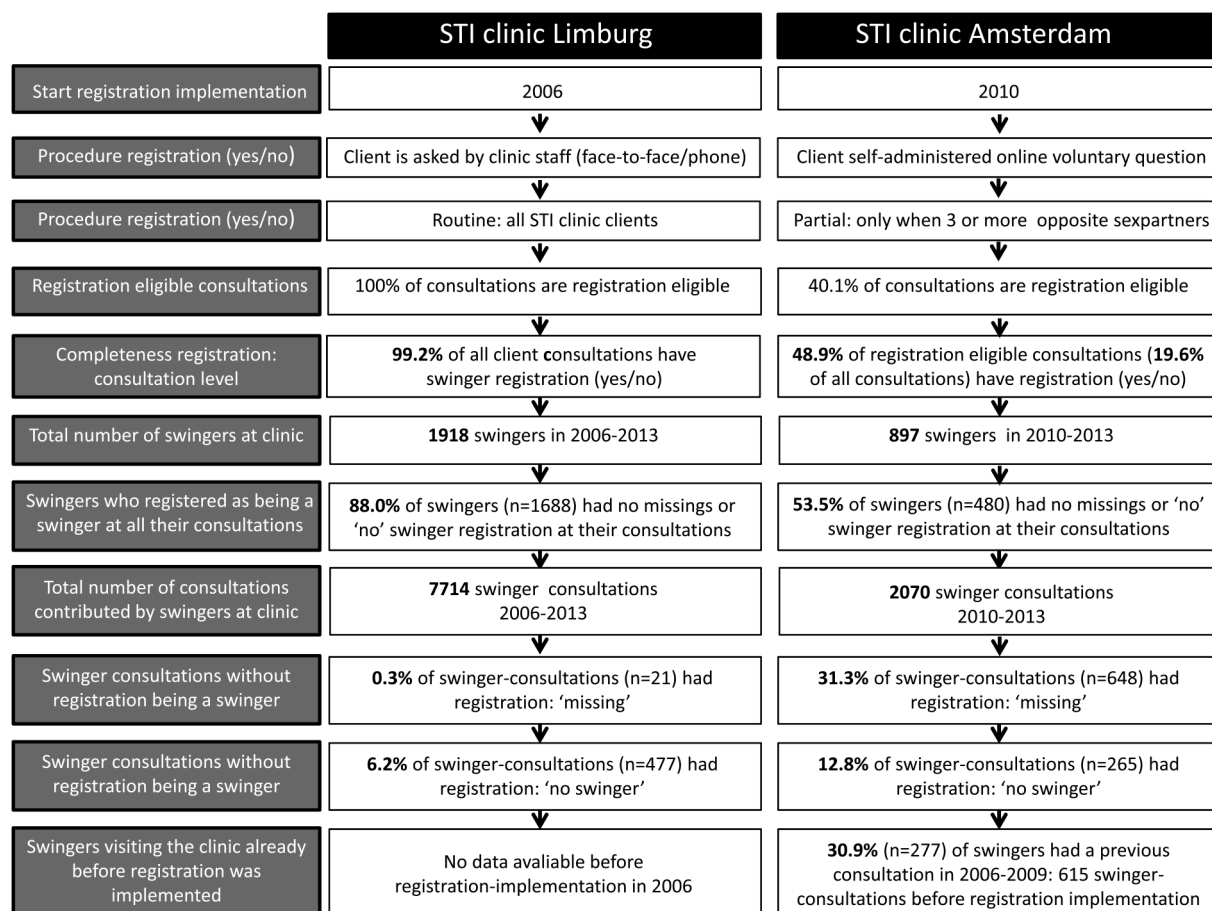 STI clinic Limburg
STI clinic Amsterdam
Start registration implementation
2006
2010
Procedure registration (yes/no)
Client is asked by clinic staff (face-to-face/phone)
Client self-administered online voluntary question
Procedure registration (yes/no)
Routine: all STI clinic clients
Partial: only when 3 or more opposite sexpartners
Registration eligible consultations
100% of consultations are registration eligible
40.1% of consultations are registration eligible
Completeness registration:
consultation level
99.2% of all client consultations have
swinger registration (yes/no)
48.9% of registration eligible consultations (19.6%
of all consultations) have registration (yes/no)
Total number of swingers at clinic
1918 swingers in 2006-2013
897 swingers in 2010-2013
Swingers who registered as being a
swinger at all their consultations
88.0% of swingers (n=1688) had no missings or
‘no’ swinger registration at their consultations
53.5% of swingers (n=480) had no missings or ‘no’
swinger registration at their consultations
Total number of consultations
contributed by swingers at clinic
7714 swinger consultations
2006-2013
2070 swinger consultations
2010-2013
Swinger consultations without
registration being a swinger
0.3% of swinger-consultations (n=21) had
registration: ‘missing’
31.3% of swinger-consultations (n=648) had
registration: ‘missing’
Swinger consultations without
registration being a swinger
6.2% of swinger-consultations (n=477) had
registration: ‘no swinger’
12.8% of swinger-consultations (n=265) had
registration: ‘no swinger’
Swingers visiting the clinic already
before registration was
implemented
No data avaliable before
registration-implementation in 2006
30.9% (n=277) of swingers had a previous
consultation in 2006-2009: 615 swinger-
consultations before registration implementation